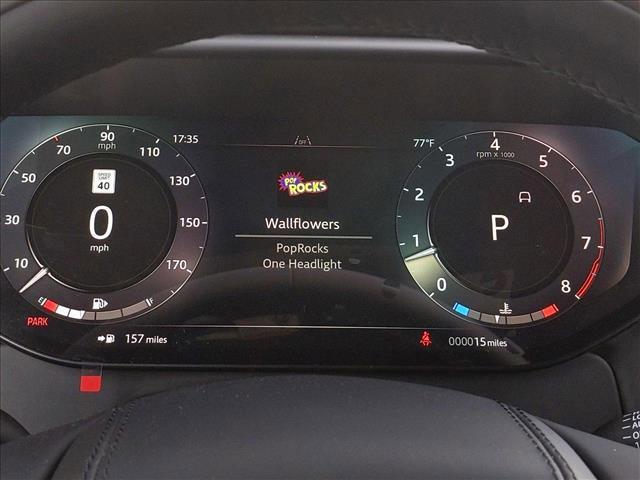 90
mph
70
110
17:35
50
130
SPEED
LIMIT
40
30
150
0
mph
10
170
E
F
PARK
157 miles
OFF
POP
ROCKS
Wallflowers
PopRocks
One Headlight
77°F
4
rpm x 1000
3
5
2
6
P
1
7
0
8
000015 miles